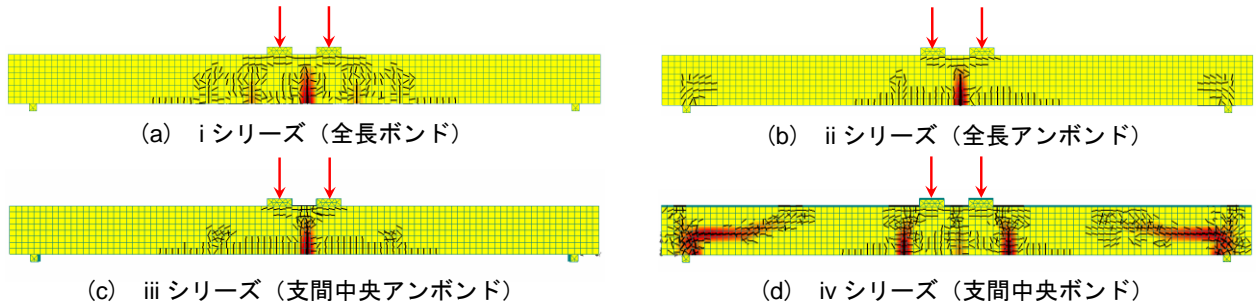 (a) i シリーズ（全長ボンド）
(b) ii シリーズ（全長アンボンド）
(c) iii シリーズ（支間中央アンボンド）
(d) iv シリーズ（支間中央ボンド）